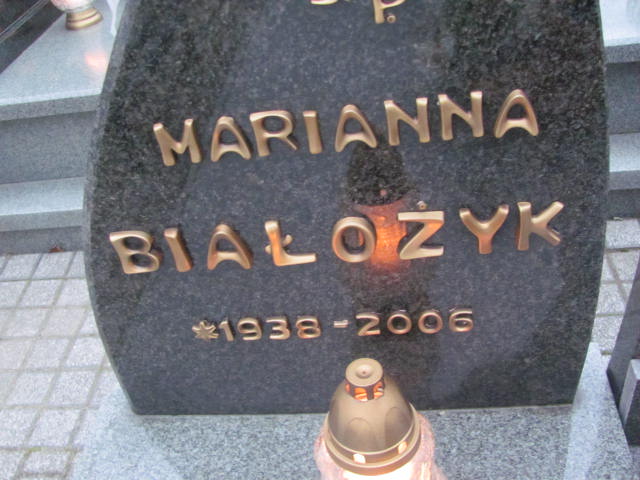 p.
MARIANNA
BIAŁOŻYK
*1938-2006